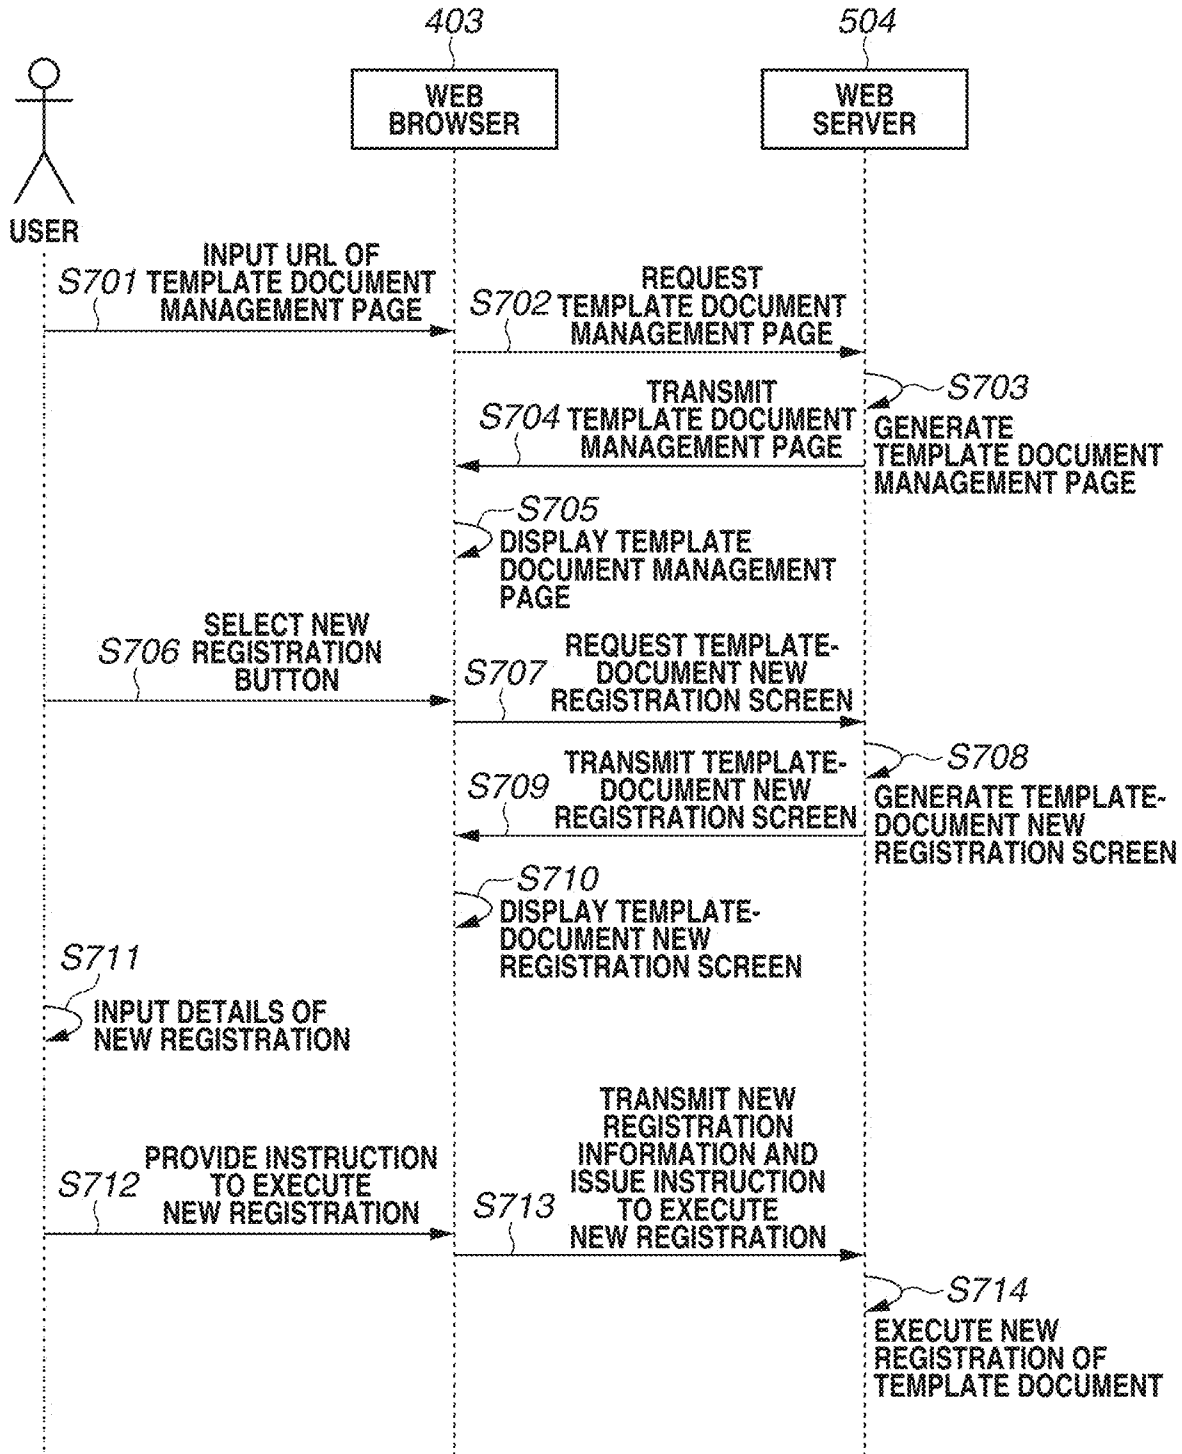 403
504
WEB
BROWSER
WEB
SERVER
USER
S701
INPUT URL OF
TEMPLATE DOCUMENT
MANAGEMENT PAGE
S702
REQUEST
TEMPLATE DOCUMENT
MANAGEMENT PAGE
S703
GENERATE
TEMPLATE DOCUMENT
MANAGEMENT PAGE
S704
TRANSMIT
TEMPLATE DOCUMENT
MANAGEMENT PAGE
S705
DISPLAY TEMPLATE
DOCUMENT MANAGEMENT
PAGE
S706
SELECT NEW
REGISTRATION
BUTTON
S707
REQUEST TEMPLATE-
DOCUMENT NEW
REGISTRATION SCREEN
S708
GENERATE TEMPLATE-
DOCUMENT NEW
REGISTRATION SCREEN
S709
TRANSMIT TEMPLATE-
DOCUMENT NEW
REGISTRATION SCREEN
S710
DISPLAY TEMPLATE-
DOCUMENT NEW
REGISTRATION SCREEN
S711
INPUT DETAILS OF
NEW REGISTRATION
S712
PROVIDE INSTRUCTION
TO EXECUTE
NEW REGISTRATION
S713
TRANSMIT NEW
REGISTRATION
INFORMATION AND
ISSUE INSTRUCTION
TO EXECUTE
NEW REGISTRATION
S714
EXECUTE NEW
REGISTRATION OF
TEMPLATE DOCUMENT